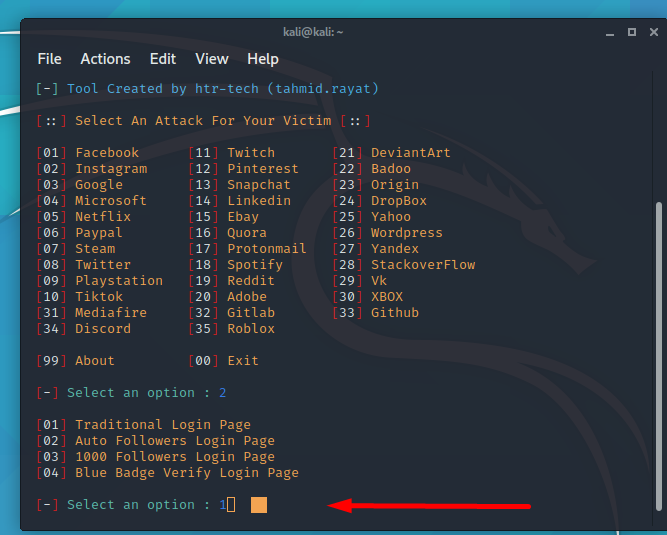 kali@kali: ~
File Actions Edit View Help
[-] Tool Created by htr-tech (tahmid.rayat)
[::] Select An Attack For Your Victim [::]
[01] Facebook [11] Twitch [21] DeviantArt
[02] Instagram [12] Pinterest [22] Badoo
[03] Google [13] Snapchat [23] Origin
[04] Microsoft [14] Linkedin [24] DropBox
[05] Netflix [15] Ebay [25] Yahoo
[06] Paypal [16] Quora [26] Wordpress
[07] Steam [17] Protonmail [27] Yandex
[08] Twitter [18] Spotify [28] StackoverFlow
[09] Playstation [19] Reddit [29] Vk
[10] Tiktok [20] Adobe [30] XBOX
[31] Mediafire [32] Gitlab [33] Github
[34] Discord [35] Roblox
[99] About [00] Exit
[-] Select an option : 2
[01] Traditional Login Page
[02] Auto Followers Login Page
[03] 1000 Followers Login Page
[04] Blue Badge Verify Login Page
[-] Select an option : 1